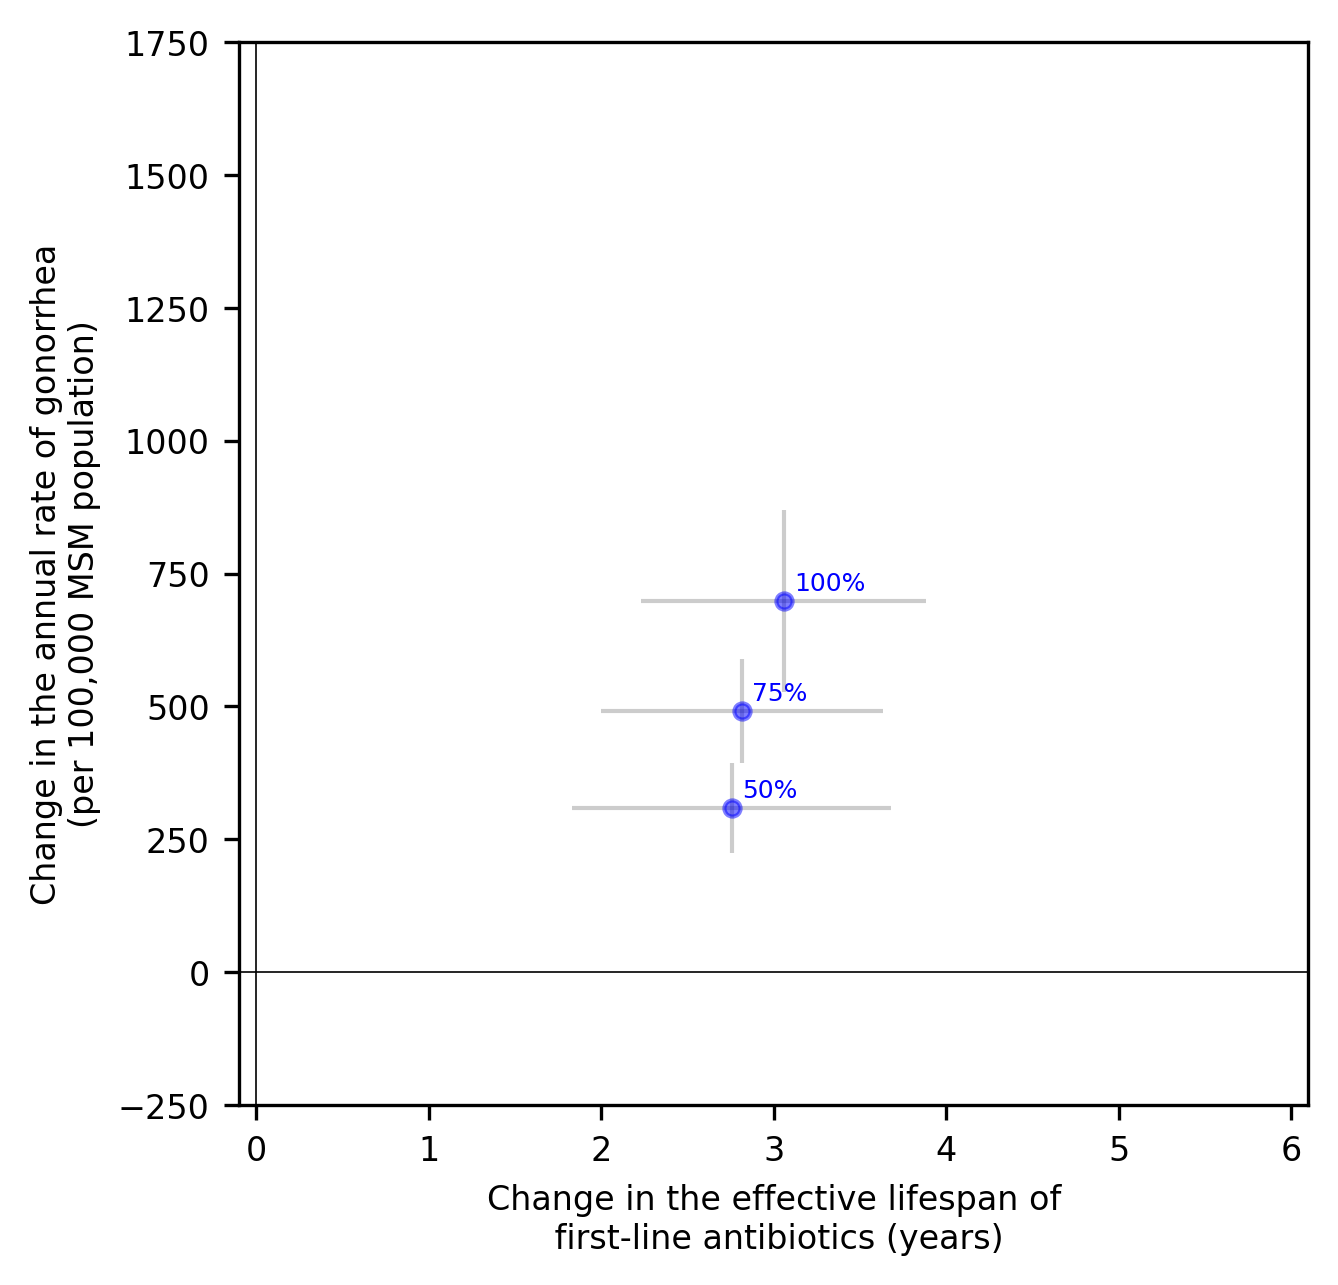 1750
1500
1250
1000
750
500
250
0
−250
Change in the annual rate of gonorrhea
(per 100,000 MSM population)
100%
75%
50%
0 1 2 3 4 5 6
Change in the effective lifespan of
first-line antibiotics (years)